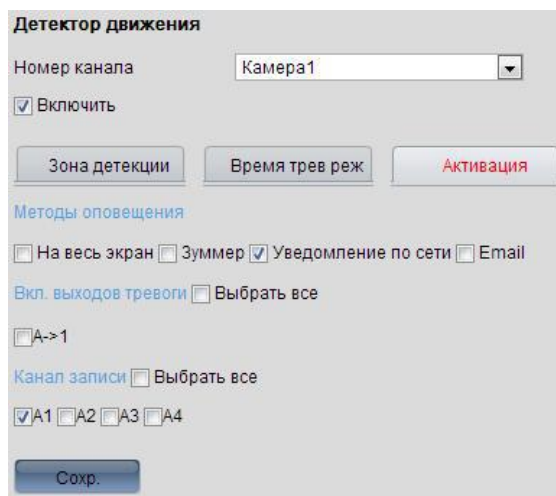 Детектор движения
Номер канала Камера1
Включить
Зона детекции Время трев реж Активация
Методы оповещения
На весь экран Зуммер Уведомление по сети Email
Вкл. выходов тревоги Выбрать все
A->1
Канал записи Выбрать все
A1 A2 A3 A4
Сохр.